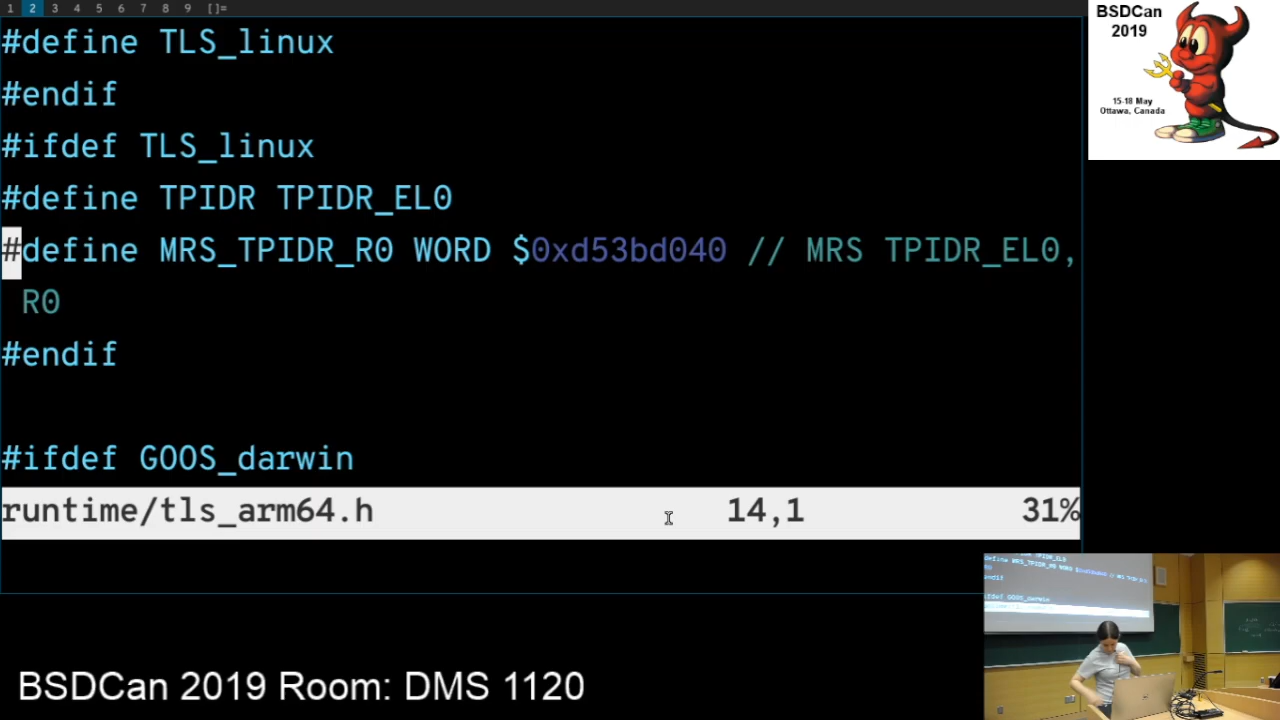 1 2 3 4 5 6 7 8 9 []=
#define TLS_linux
#endif
#ifdef TLS_linux
#define TPIDR TPIDR_EL0
#define MRS_TPIDR_R0 WORD $0xd53bd040 // MRS TPIDR_EL0,
R0
#endif
#ifdef GOOS_darwin
runtime/tls_arm64.h 14,1 31%
BSDCan
2019
15-18 May
Ottawa, Canada
BSDCan 2019 Room: DMS 1120